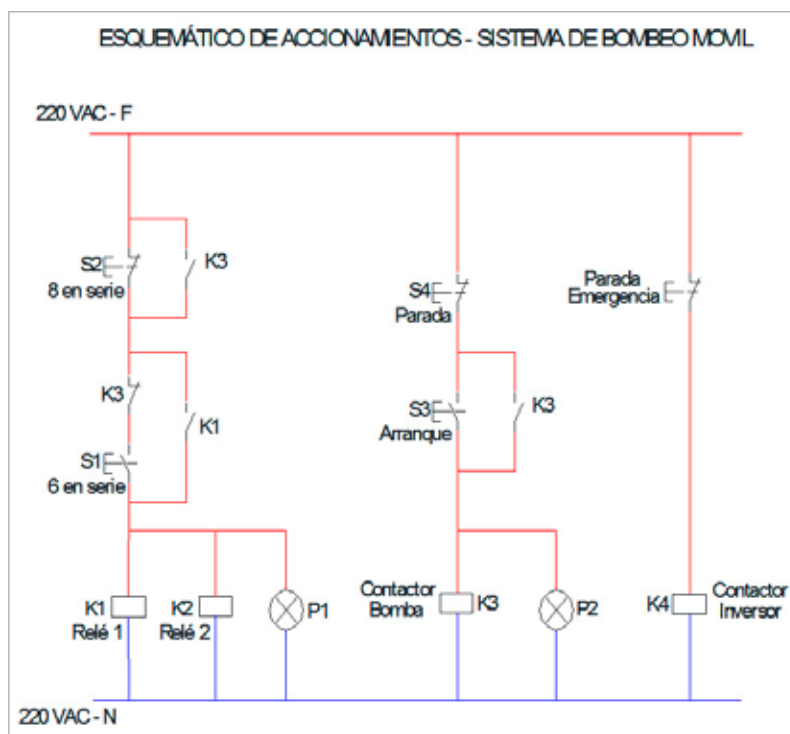 ESQUEMÁTICO DE ACCIONAMIENTOS - SISTEMA DE BOMBEO MOVIL
220 VAC - F
S2
8 en serie
K3
K3
K1
S1
6 en serie
K1
Relé 1
K2
Relé 2
P1
S4
Parada
S3
Arranque
K3
Contactor
Bomba
K3
P2
Parada
Emergencia
K4
Contactor
Inversor
220 VAC - N